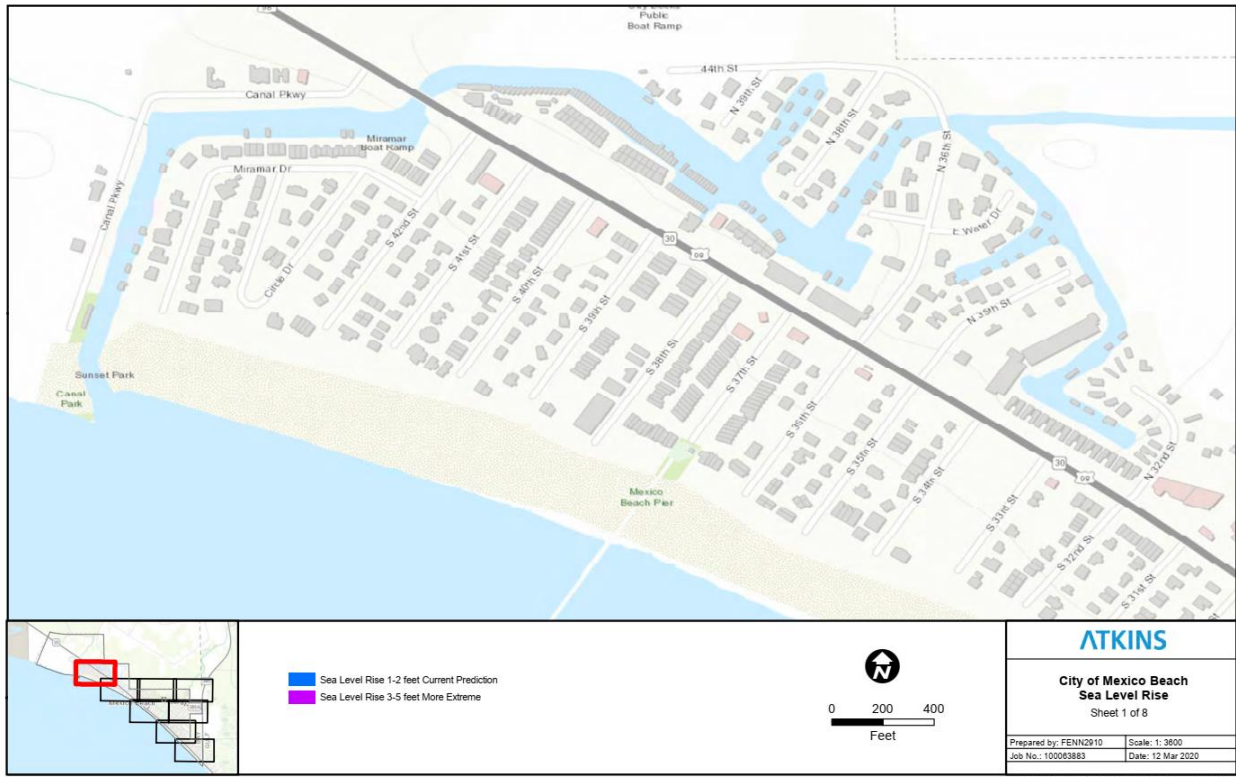 98
Public
Boat Ramp
44th St
Canal Pkwy
N 39th St
N 38th St
N 36th St
Miramar
Boat Ramp
Miramar Dr
Canal Pkwy
S 42nd St
S 41st St
Circle Dr
S 40th St
E Water Dr
30
98
S 39th St
N 35th St
S 38th St
S 37th St
Sunset Park
Canal
Park
S 36th St
S 35th St
S 34th St
30
98
N 32nd St
Mexico
Beach Pier
S 33rd St
S 32nd St
S 31st St
Sea Level Rise 1-2 feet Current Prediction
Sea Level Rise 3-5 feet More Extreme
N
0 200 400
Feet
ATKINS
City of Mexico Beach
Sea Level Rise
Sheet 1 of 8
Prepared by: FENN2910 Scale: 1: 3600
Job No.: 100063883 Date: 12 Mar 2020